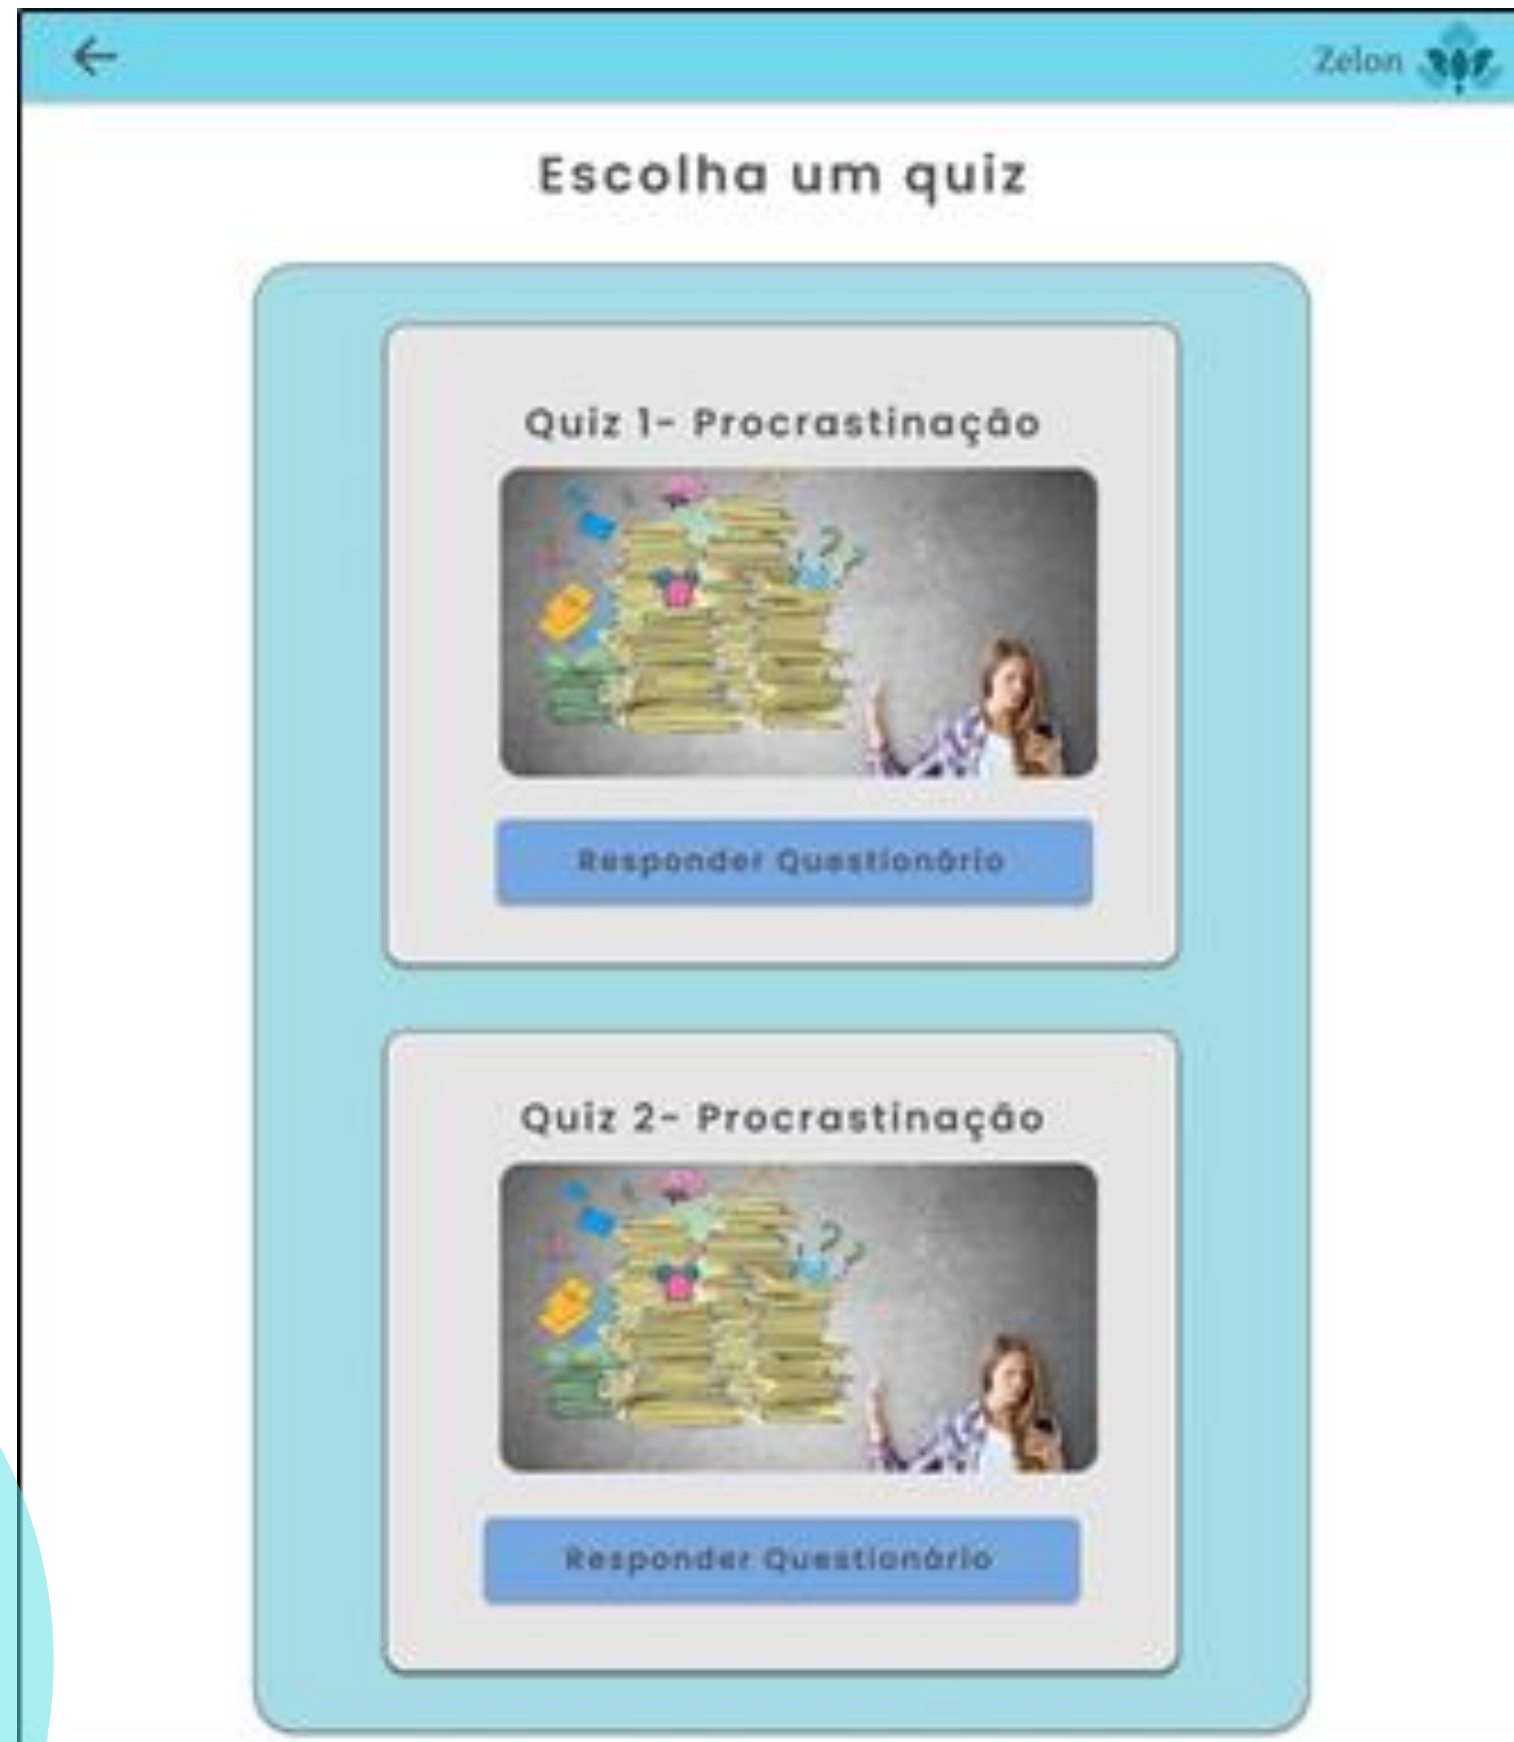 Zelon
Escolha um quiz
Quiz 1- Procrastinação
??
Responder Questionário
Quiz 2- Procrastinação
??
Responder Questionário